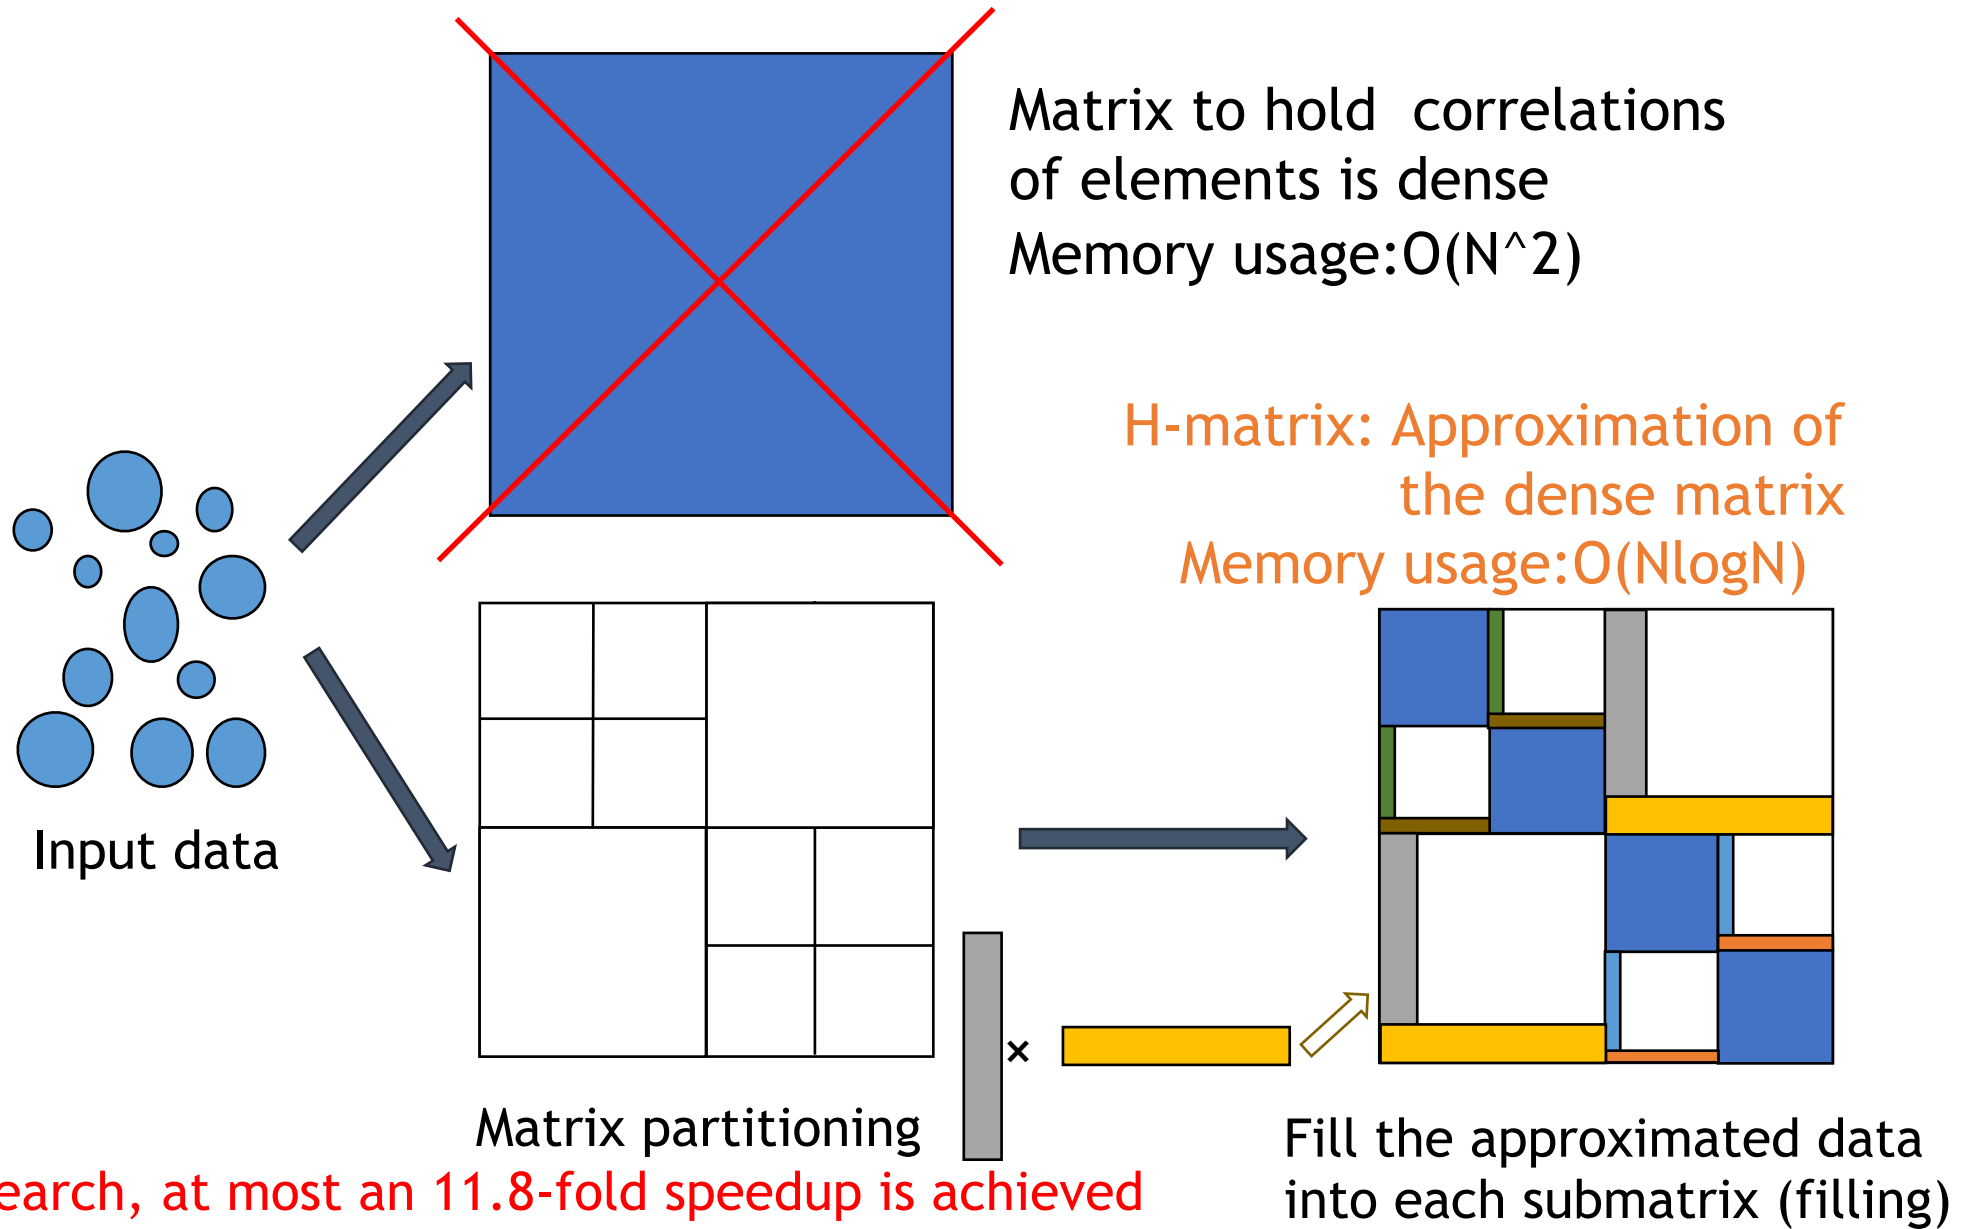 Matrix to hold correlations
of elements is dense
Memory usage:O(N^2)
H-matrix: Approximation of
the dense matrix
Memory usage:O(NlogN)
Input data
×
Matrix partitioning
Fill the approximated data
into each submatrix (filling)
at most an 11.8-fold speedup is achieved